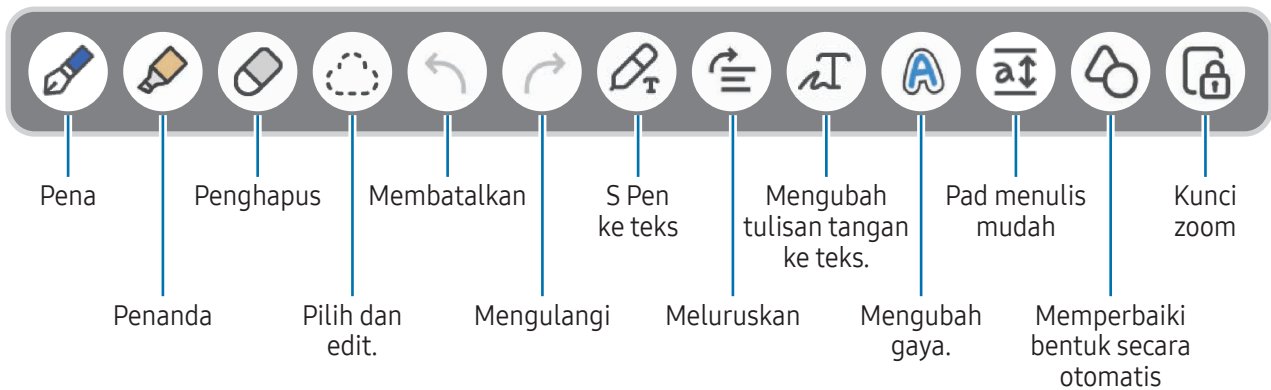 Pena
Penghapus
Membatalkan
S Pen
ke teks
Mengubah
tulisan tangan
ke teks.
Pad menulis
mudah
Kunci
zoom
Penanda
Pilih dan
edit.
Mengulangi
Meluruskan
Mengubah
gaya.
Memperbaiki
bentuk secara
otomatis